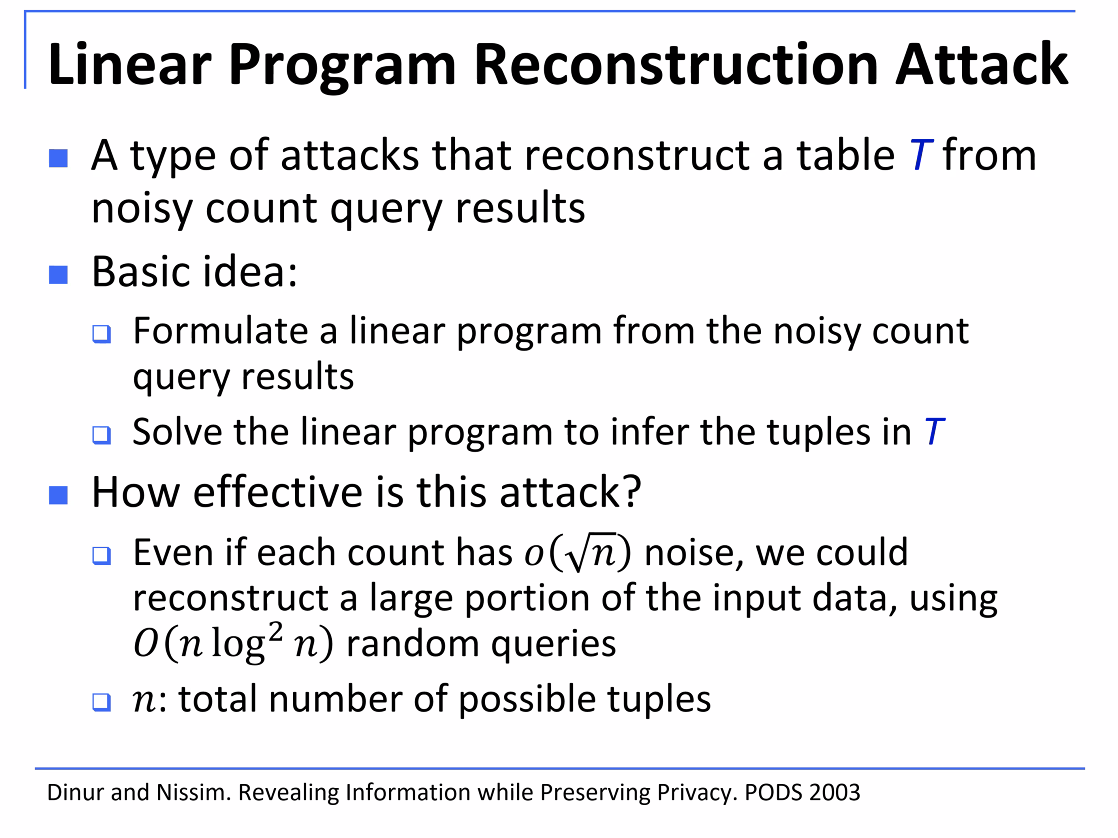 Linear Program Reconstruction Attack
A type of attacks that reconstruct a table T from
noisy count query results
Basic idea:
Formulate a linear program from the noisy count
query results
Solve the linear program to infer the tuples in T
How effective is this attack?
Even if each count has o(√n) noise, we could
reconstruct a large portion of the input data, using
O(n log² n) random queries
n: total number of possible tuples
Dinur and Nissim. Revealing Information while Preserving Privacy. PODS 2003